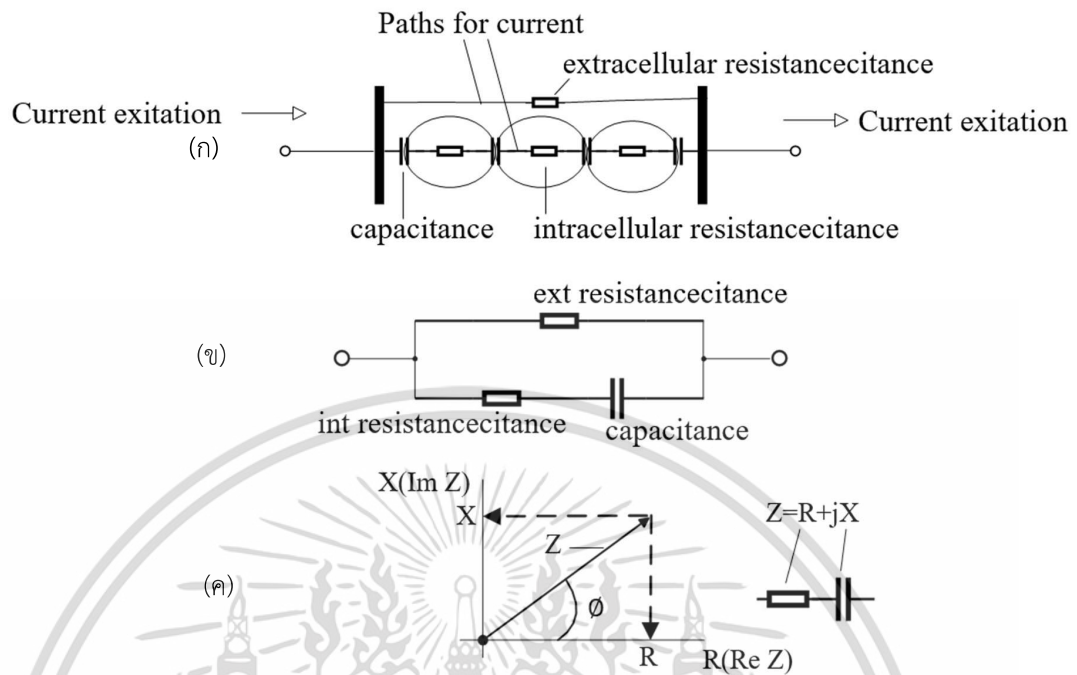 Paths for current
extracellular resistancecitance
Current exitation
Current exitation
(ก)
capacitance
intracellular resistancecitance
ext resistancecitance
(ข)
int resistancecitance
capacitance
X(Im Z)
X
Z=R+jX
Z
(ค)
Ø
R
R(Re Z)